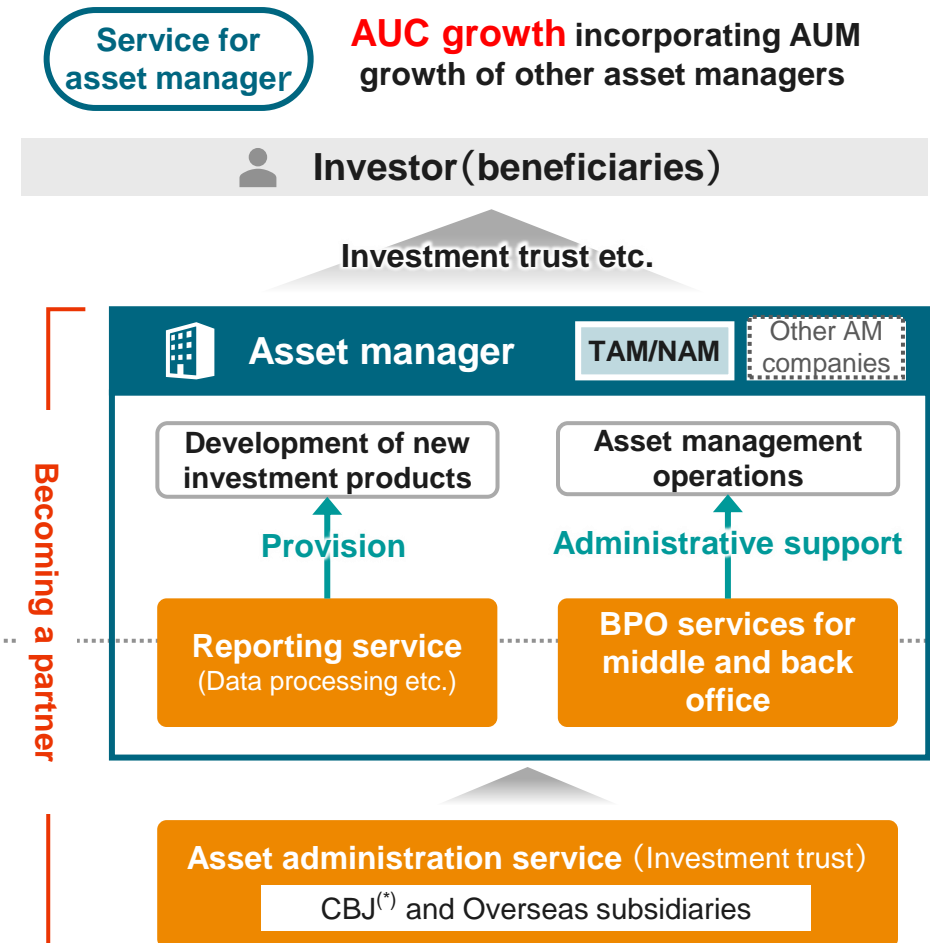 Service for
asset manager
AUC growth incorporating AUM
growth of other asset managers
Investor(beneficiaries)
Investment trust etc.
Asset manager
TAM/NAM
Other AM
companies
Becoming a partner
Development of new
investment products
Asset management
operations
Provision
Administrative support
Reporting service
(Data processing etc.)
BPO services for
middle and back
office
Asset administration service (Investment trust)
CBJ(*) and Overseas subsidiaries